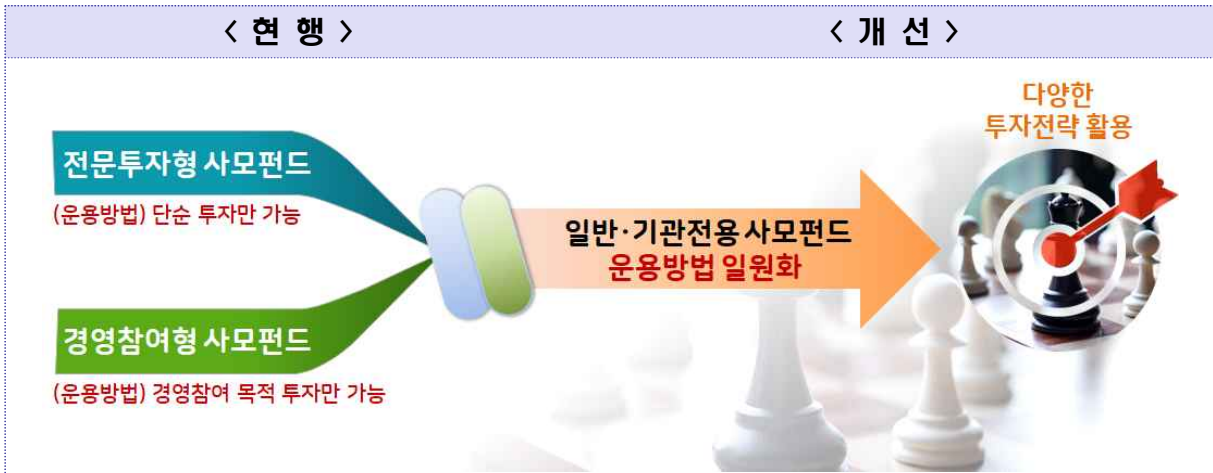 < 현 행 >
< 개 선 >
전문투자형 사모펀드
(운용방법) 단순 투자만 가능
경영참여형 사모펀드
(운용방법) 경영참여 목적 투자만 가능
일반·기관전용 사모펀드
운용방법 일원화
다양한
투자전략 활용